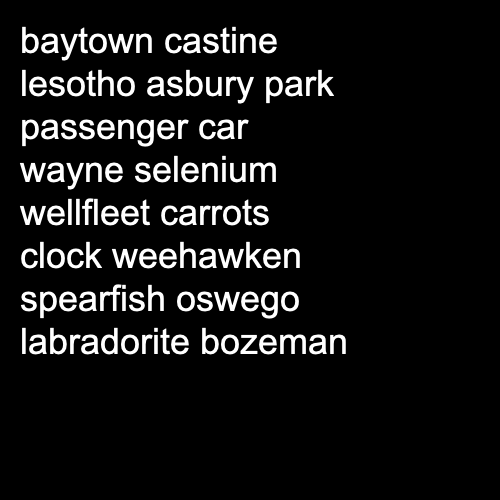 baytown castine
lesotho asbury park
passenger car
wayne selenium
wellfleet carrots
clock weehawken
spearfish oswego
labradorite bozeman